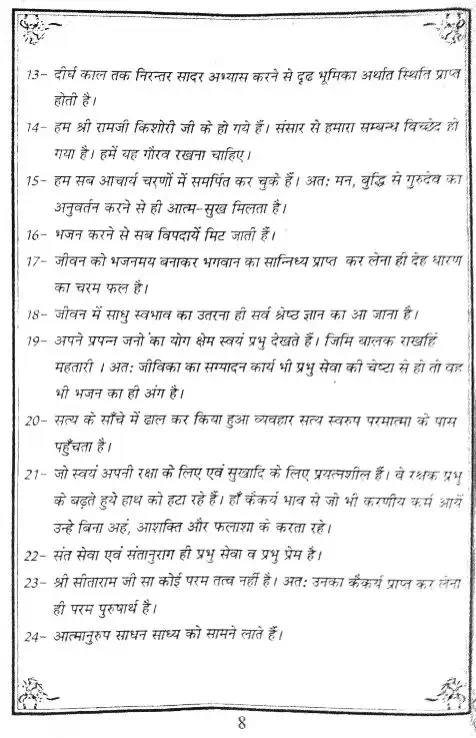 13- दीर्घ काल तक निरन्तर सादर अभ्यास करने से दृढ भूमिका अर्थात स्थिति प्राप्त
होती है।
14- हम श्री रामजी किशोरी जी के हो गये हैं। संसार से हमारा सम्बन्ध विच्छेद हो
गया है। हमें यह गौरव रखना चाहिए।
15- हम सब आचार्य चरणों में समर्पित कर चुके हैं। अतः मन, बुद्धि से गुरुदेव का
अनुवर्तन करने से ही आत्म-सुख मिलता है।
16- भजन करने से सब विपदायें मिट जाती हैं।
17- जीवन को भजनमय बनाकर भगवान का सान्निध्य प्राप्त कर लेना ही देह धारण
का चरम फल है।
18- जीवन में साधु स्वभाव का उतरना ही सर्व श्रेष्ठ ज्ञान का आ जाना है।
19- अपने प्रपन्न जनो का योग क्षेम स्वयं प्रभु देखते हैं। जिमि बालक राखहिं
महतारी । अतः जीविका का सम्पादन कार्य भी प्रभु सेवा की चेष्टा से हो तो वह
भी भजन का ही अंग है।
20- सत्य के साँचे में ढाल कर किया हुआ व्यवहार सत्य स्वरुप परमात्मा के पास
पहुँचता है।
21- जो स्वयं अपनी रक्षा के लिए एवं सुखादि के लिए प्रयत्नशील हैं। वे रक्षक प्रभु
के बढ़ते हुये हाथ को हटा रहे हैं। हाँ कैंकर्य भाव से जो भी करणीय कर्म आयें
उन्हे बिना अहं, आशक्ति और फलाशा के करता रहे।
22- संत सेवा एवं संतानुराग ही प्रभु सेवा व प्रभु प्रेम है।
23- श्री सीताराम जी सा कोई परम तत्व नहीं है। अतः उनका कैंकर्य प्राप्त कर लेना
ही परम पुरुषार्थ है।
24- आत्मानुरुप साधन साध्य को सामने लाते हैं।
8